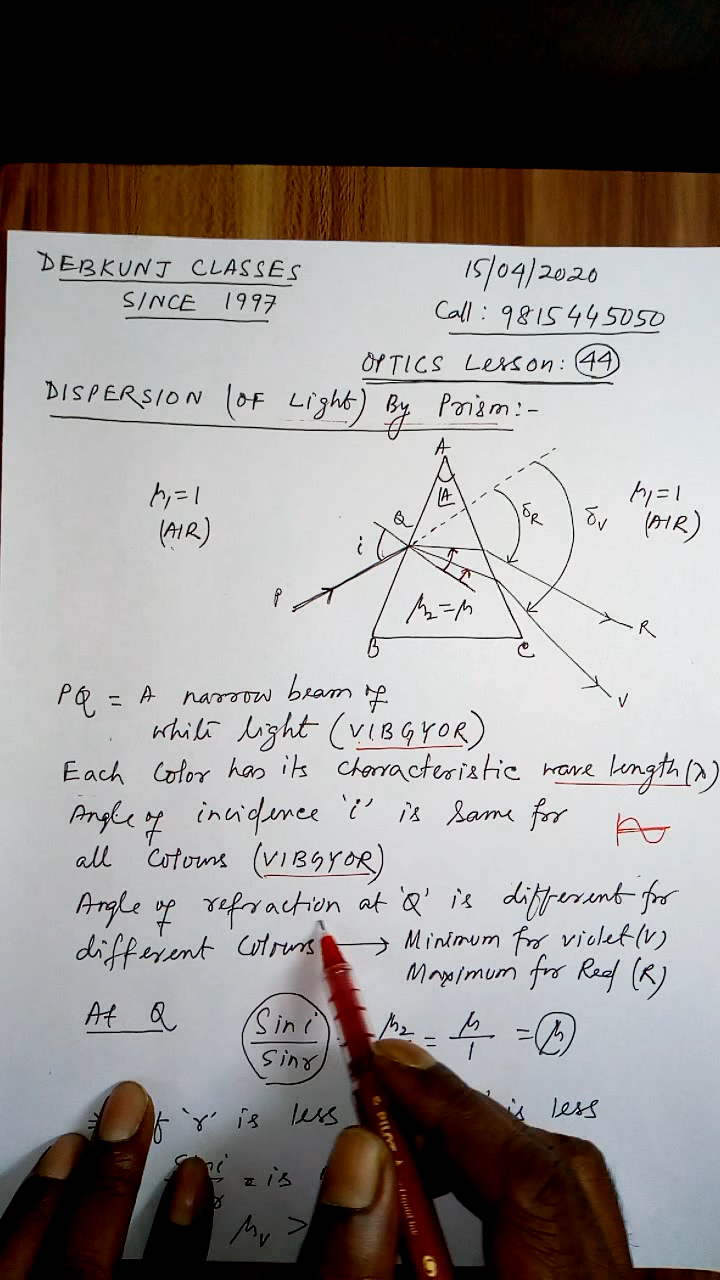 DEBKUNJ CLASSES
SINCE 1997
15/04/2020
Call: 9815445050
OPTICS Lesson: 44
DISPERSION (OF Light) By Prism:-
A
μ₁=1
(AIR)
A
Q
i
δR
δV
μ₁=1
(AIR)
P
r
r
μ₂=μ
R
B
C
V
PQ = A narrow beam of
white light (VIBGYOR)
Each Color has its characteristic wave length(λ)
Angle of incidence 'i' is same for
all Colours (VIBGYOR)
Angle of refraction at 'Q' is different for
different Colours → Minimum for violet(V)
Maximum for Red (R)
At Q
Sin i / Sin r = μ₂ = μ/1 = μ
'r' is less is less
is
μV >
PILOT